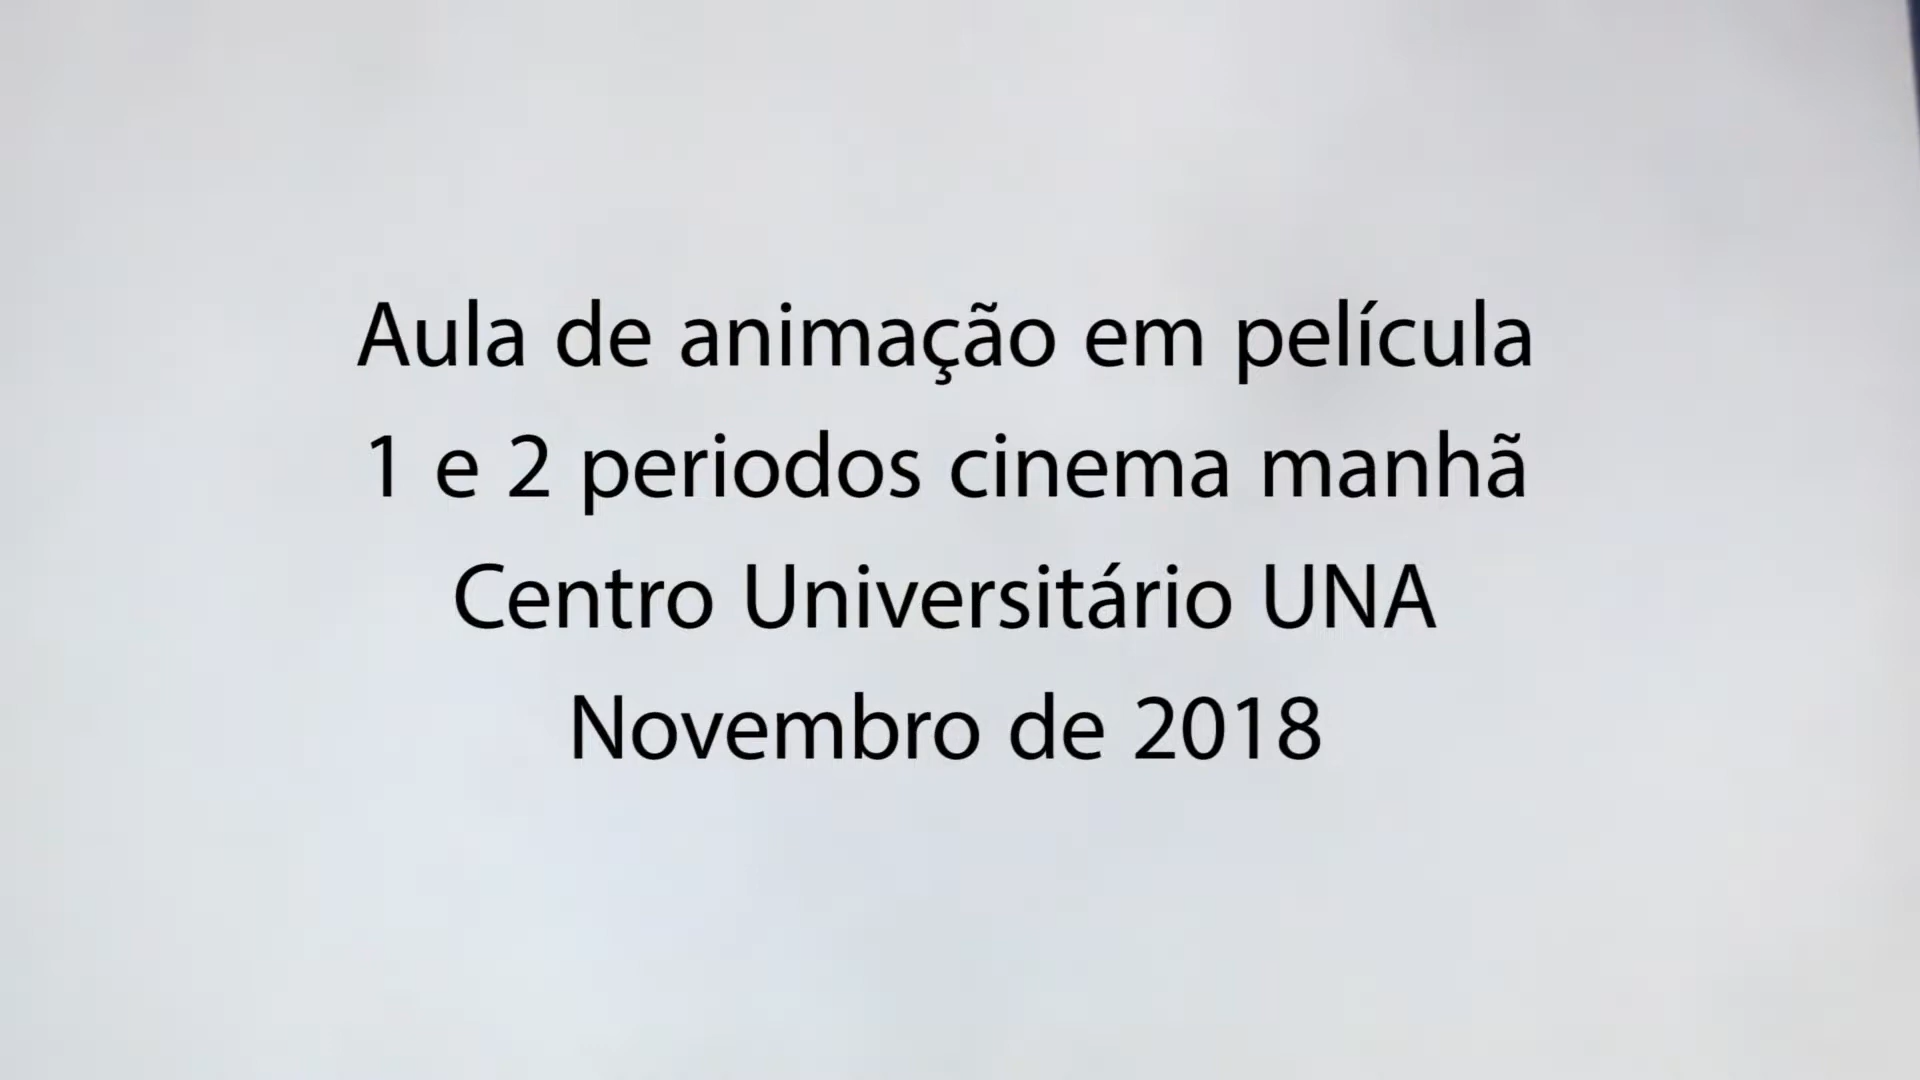 Aula de animação em película
1 e 2 periodos cinema manhã
Centro Universitário UNA
Novembro de 2018